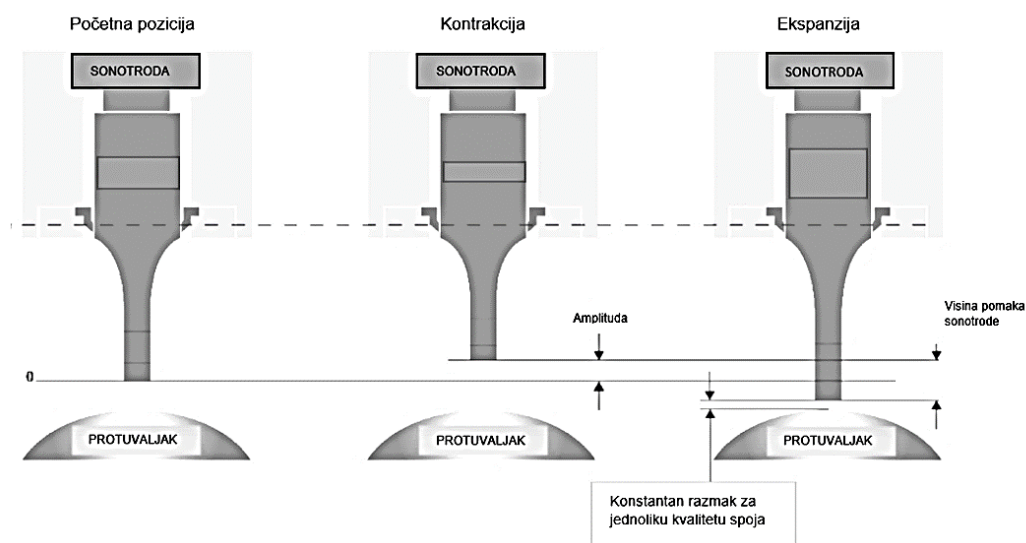 Početna pozicija
Kontrakcija
Ekspanzija
SONOTRODA
SONOTRODA
SONOTRODA
Amplituda
Visina pomaka
sonotrode
0
PROTUVALJAK
PROTUVALJAK
PROTUVALJAK
Konstantan razmak za
jednoliku kvalitetu spoja